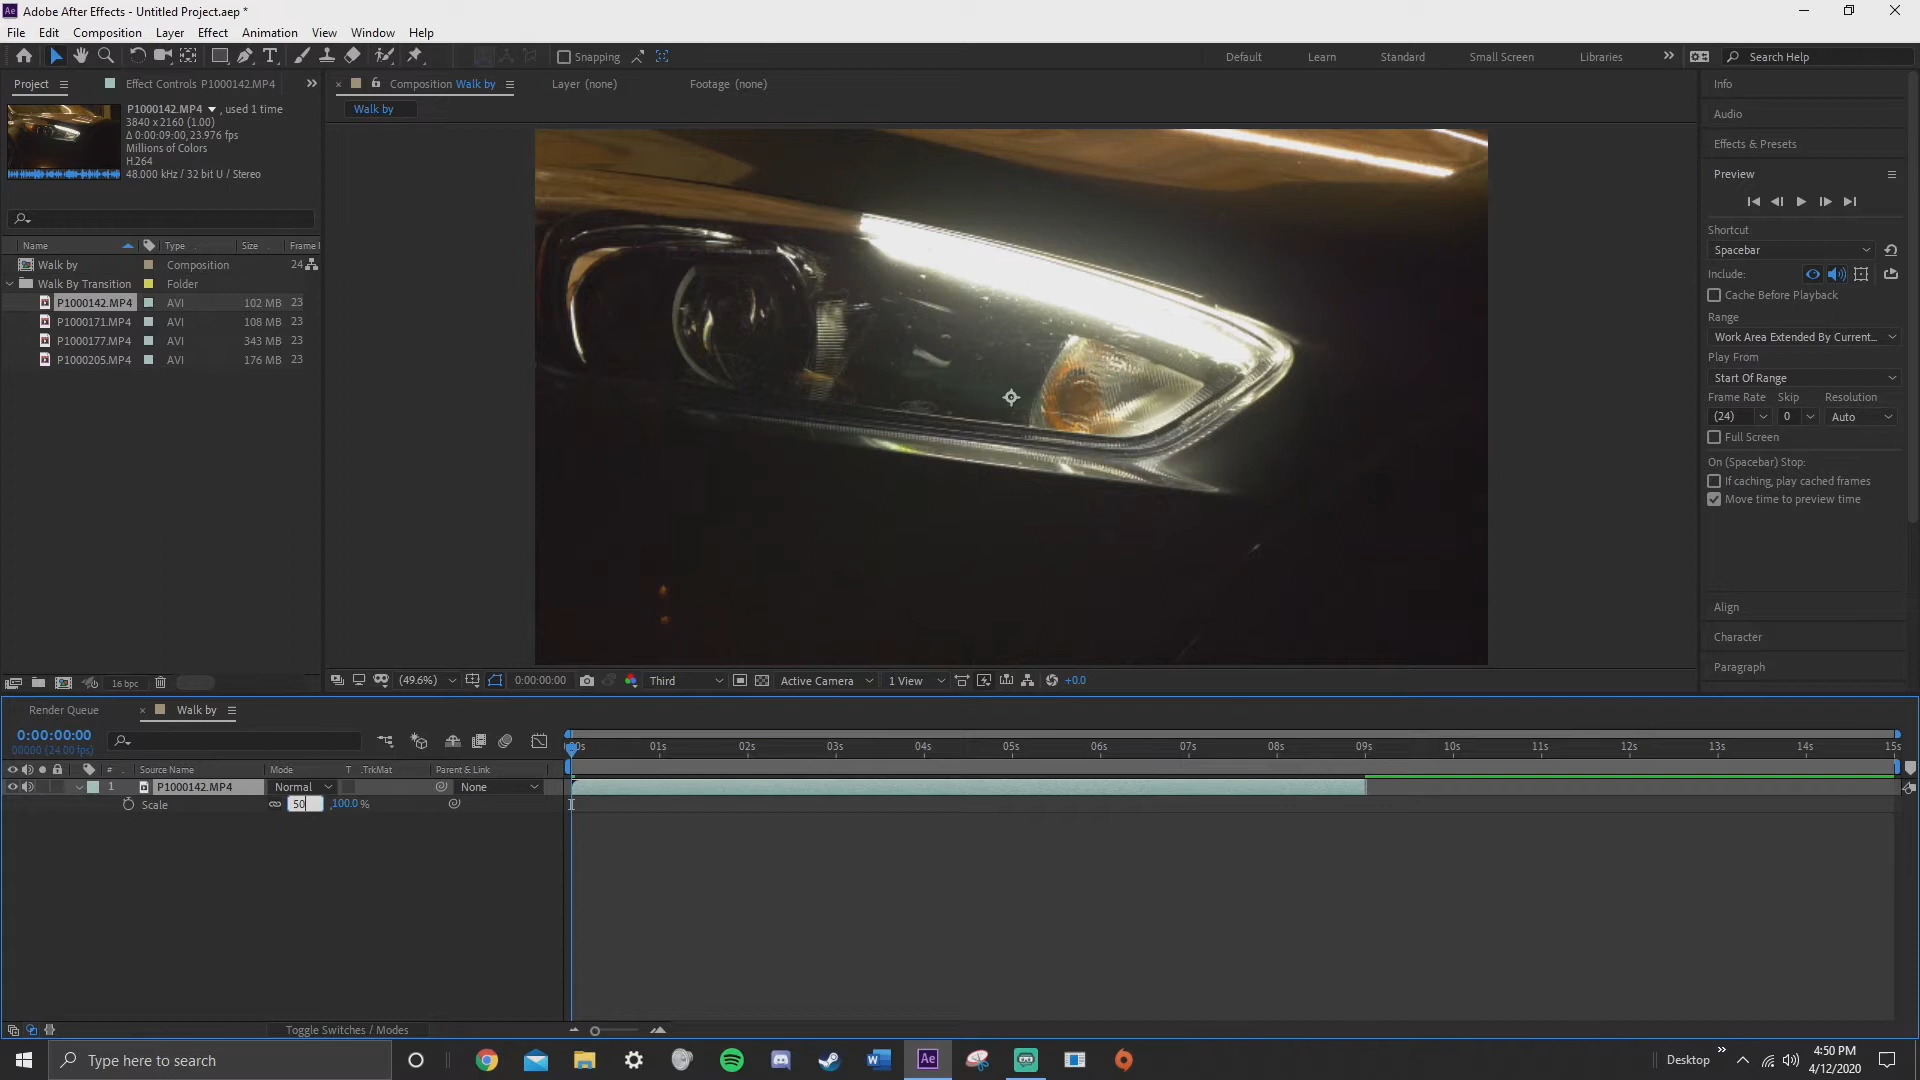 Adobe After Effects - Untitled Project.aep *
File Edit Composition Layer Effect Animation View Window Help
Snapping Default Learn Standard Small Screen Libraries Search Help
Project Effect Controls P1000142.MP4
Composition Walk by Layer (none) Footage (none)
Walk by
P1000142.MP4 , used 1 time
3840 x 2160 (1.00)
Δ 0:00:09:00, 23.976 fps
Millions of Colors
H.264
48.000 kHz / 32 bit U / Stereo
Name Type Size Frame
Walk by Composition 24
Walk By Transition Folder
P1000142.MP4 AVI 102 MB 23
P1000171.MP4 AVI 108 MB 23
P1000177.MP4 AVI 343 MB 23
P1000205.MP4 AVI 176 MB 23
16 bpc
(49.6%) 0:00:00:00 Third Active Camera 1 View +0.0
Info
Audio
Effects & Presets
Preview
Shortcut
Spacebar
Include:
Cache Before Playback
Range
Work Area Extended By Current...
Play From
Start Of Range
Frame Rate Skip Resolution
(24) 0 Auto
Full Screen
On (Spacebar) Stop:
If caching, play cached frames
Move time to preview time
Align
Character
Paragraph
Render Queue Walk by
0:00:00:00
00000 (24.00 fps)
# Source Name Mode T .TrkMat Parent & Link
01s 02s 03s 04s 05s 06s 07s 08s 09s 10s 11s 12s 13s 14s 15s
1 P1000142.MP4 Normal None
Scale 50 ,100.0 %
Toggle Switches / Modes
Type here to search
Ae
Desktop
4:50 PM
4/12/2020